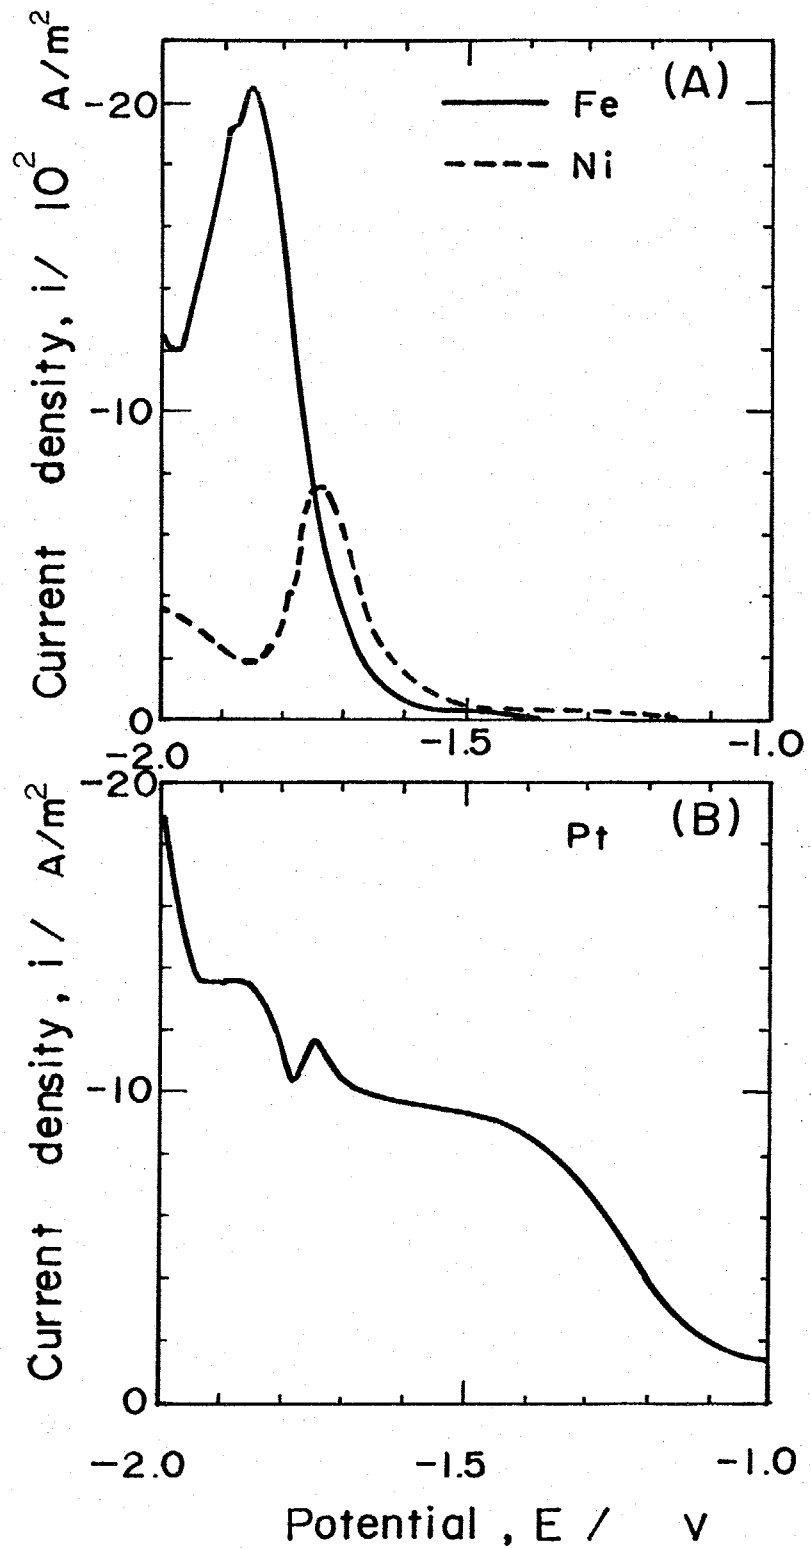 (A)
Fe
Ni
Current density, i / 10² A/m²
-20
-10
0
-2.0
-1.5
-1.0
(B)
Pt
Current density, i / A/m²
-20
-10
0
-2.0
-1.5
-1.0
Potential, E / V